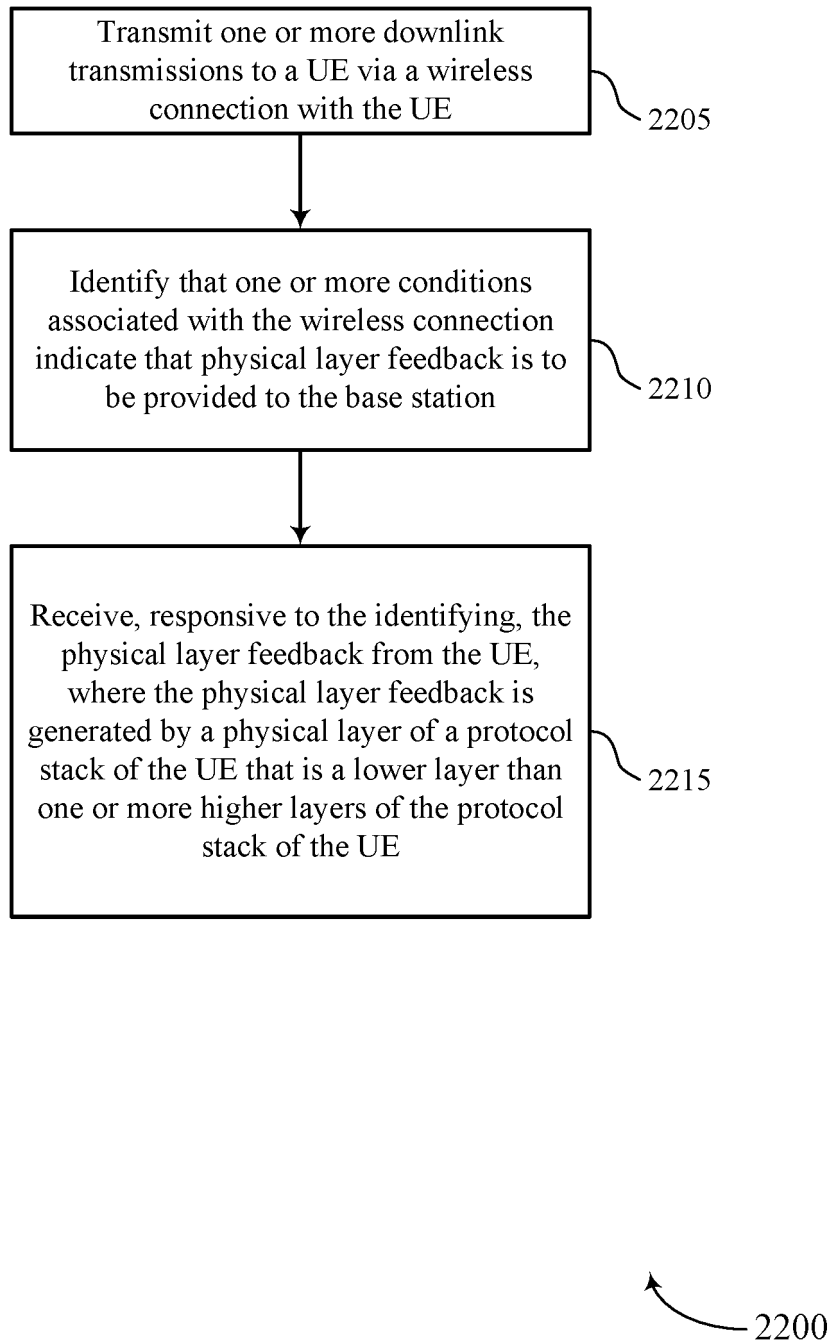 Transmit one or more downlink
transmissions to a UE via a wireless
connection with the UE
2205
Identify that one or more conditions
associated with the wireless connection
indicate that physical layer feedback is to
be provided to the base station
2210
Receive, responsive to the identifying, the
physical layer feedback from the UE,
where the physical layer feedback is
generated by a physical layer of a protocol
stack of the UE that is a lower layer than
one or more higher layers of the protocol
stack of the UE
2215
2200